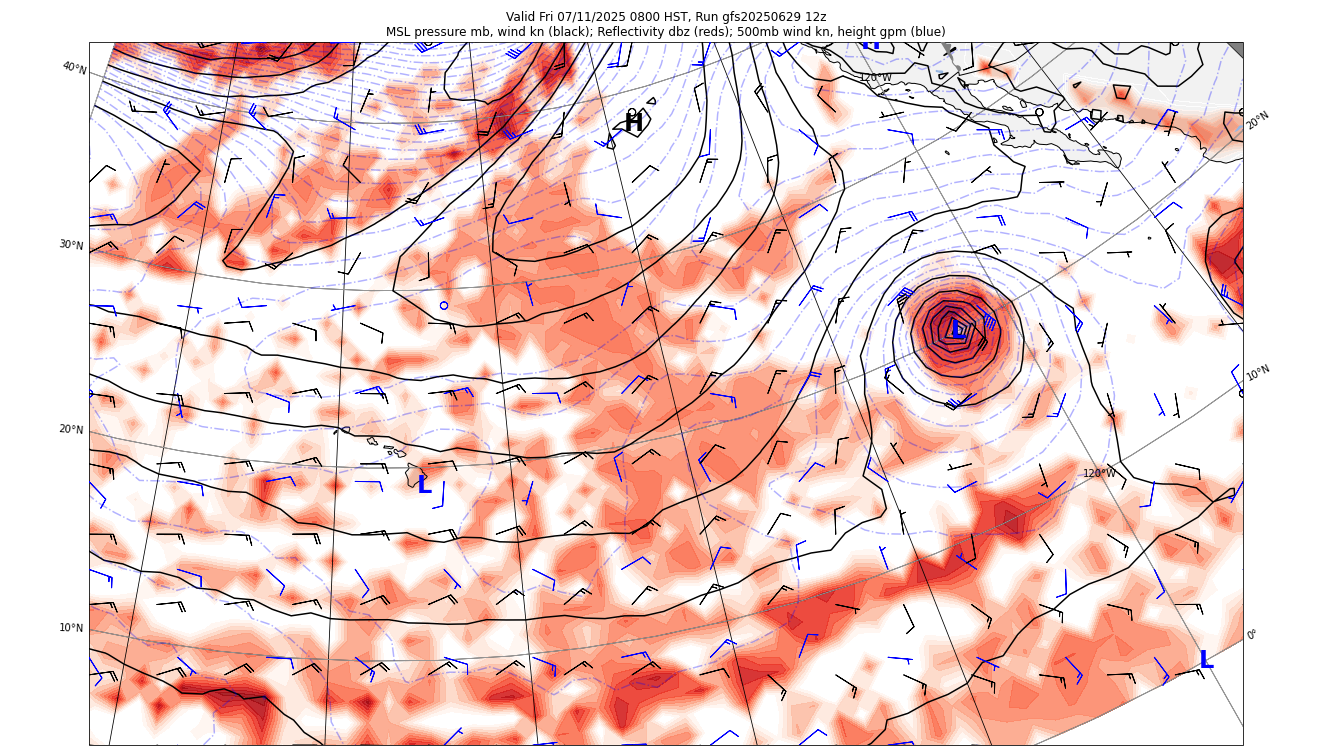 Valid Fri 07/11/2025 0800 HST, Run gfs20250629 12z
MSL pressure mb, wind kn (black); Reflectivity dbz (reds); 500mb wind kn, height gpm (blue)
H
40°N
120°W
H
20°N
30°N
L
10°N
20°N
120°W
L
10°N
0°
L